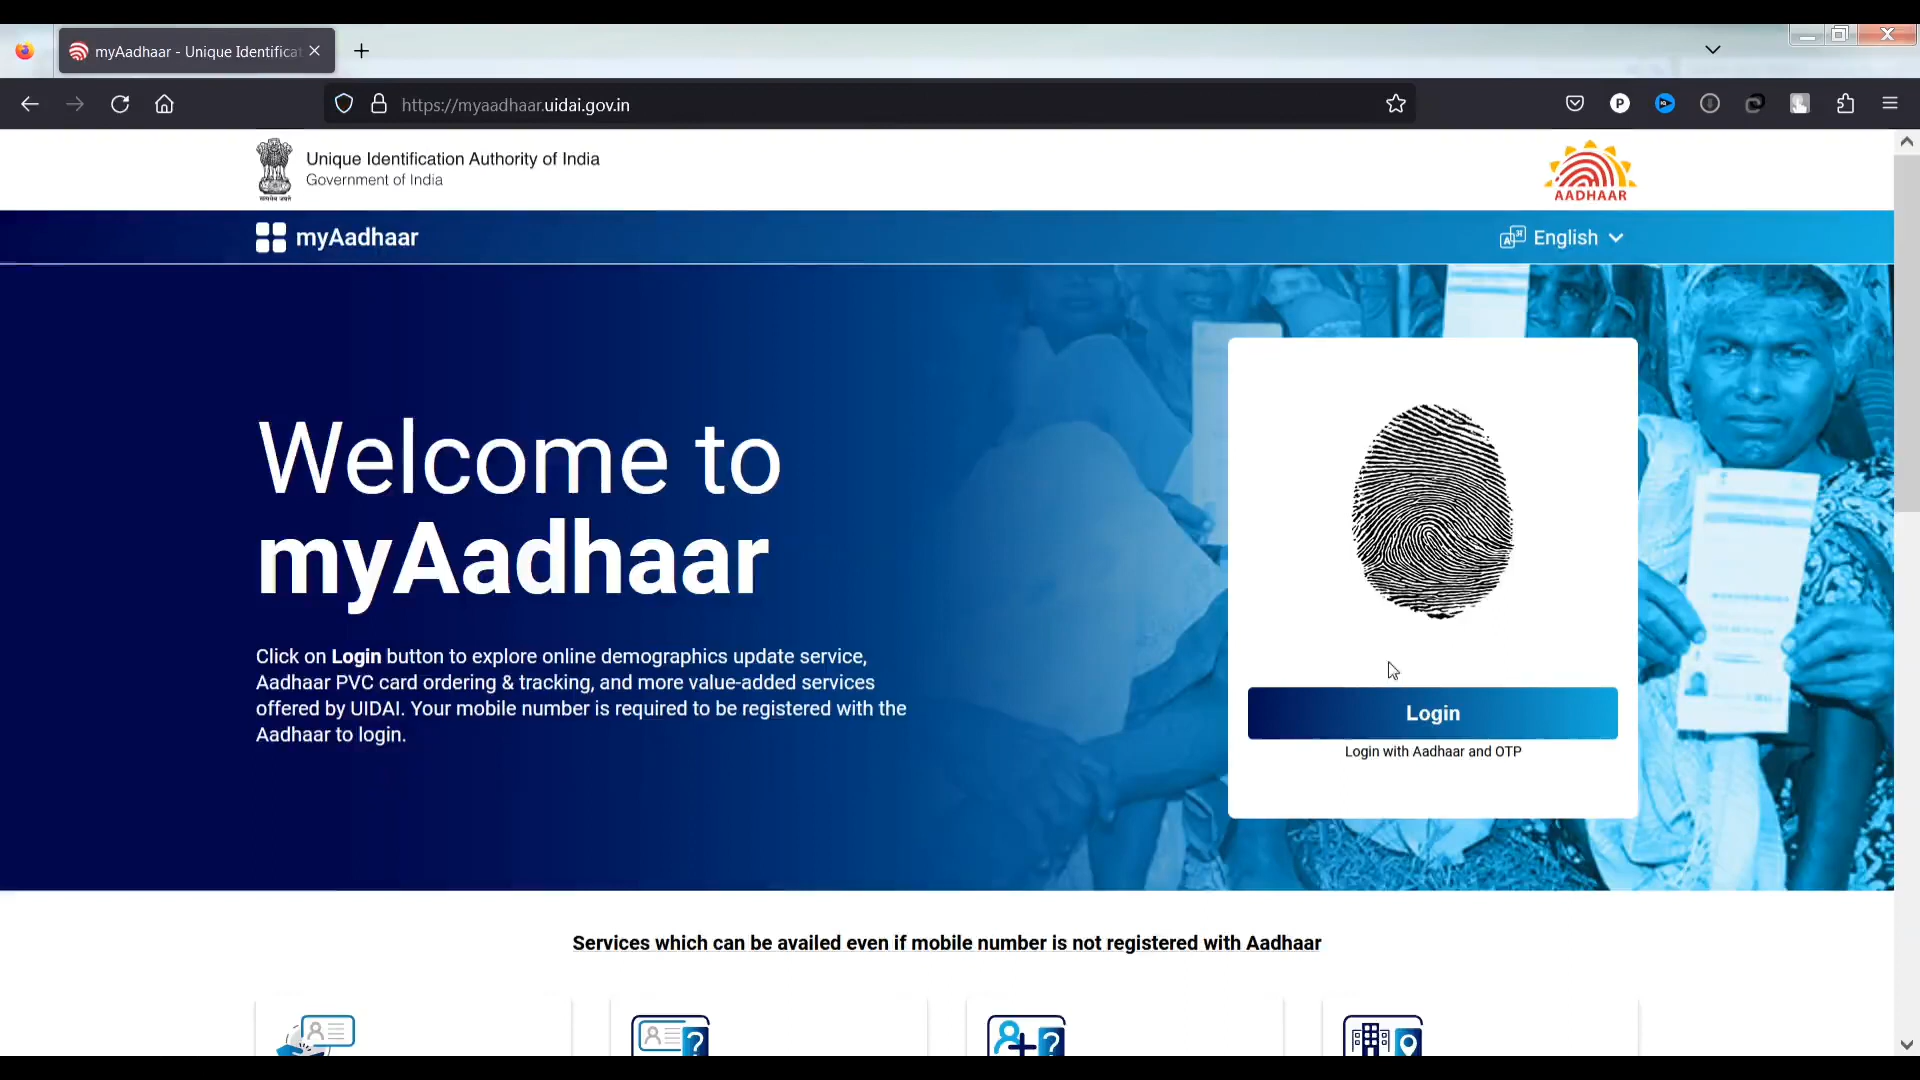 myAadhaar - Unique Identificat
https://myaadhaar.uidai.gov.in
Unique Identification Authority of India
Government of India
सत्यमेव जयते
AADHAAR
myAadhaar
English
Welcome to
myAadhaar
Click on Login button to explore online demographics update service,
Aadhaar PVC card ordering & tracking, and more value-added services
offered by UIDAI. Your mobile number is required to be registered with the
Aadhaar to login.
Login
Login with Aadhaar and OTP
Services which can be availed even if mobile number is not registered with Aadhaar